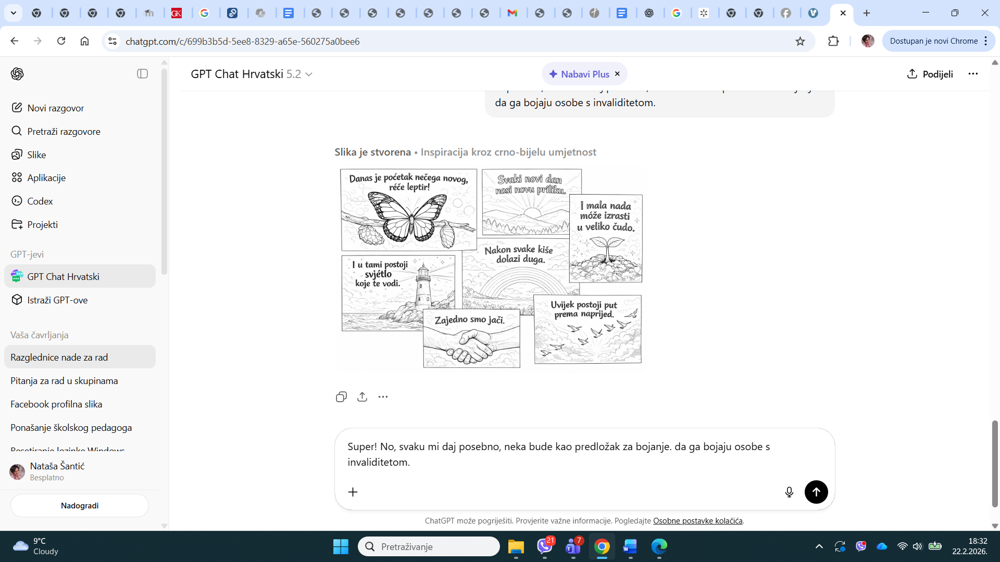 chatgpt.com/c/699b3b5d-5ee8-8329-a65e-560275a0bee6
Dostupan je novi Chrome
GPT Chat Hrvatski 5.2
Nabavi Plus
Podijeli
Novi razgovor
Pretraži razgovore
Slike
Aplikacije
Codex
Projekti
GPT-jevi
GPT Chat Hrvatski
Istraži GPT-ove
Vaša čavrljanja
Razglednice nade za rad
Pitanja za rad u skupinama
Facebook profilna slika
Ponašanje školskog pedagoga
Resetiranje lozinke Windows
Nataša Šantić
Besplatno
Nadogradi
da ga bojaju osobe s invaliditetom.
Slika je stvorena • Inspiracija kroz crno-bijelu umjetnost
Danas je poćetak nečega novog,
réče leptir!
Svaki novi dan
nosi novu priliku.
I mala nada
móže izrasti
u veliko čudo.
I u tami postoji
svjétlo
koje te vodi.
Nakon svake kiše
dolazi duga.
Zajedno smo jači.
Uvijek postoji put
prema naprijed.
Super! No, svaku mi daj posebno, neka bude kao predložak za bojanje. da ga bojaju osobe s
invaliditetom.
ChatGPT može pogriješiti. Provjerite važne informacije. Pogledajte Osobne postavke kolačića.
9°C
Cloudy
Pretraživanje
21
7
18:32
22.2.2026.